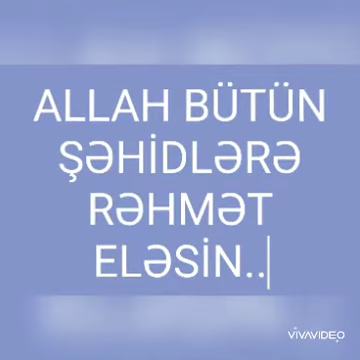 ALLAH BÜTÜN
ŞƏHİDLƏRƏ
RƏHMƏT
ELƏSİN..
VIVAVIDEO